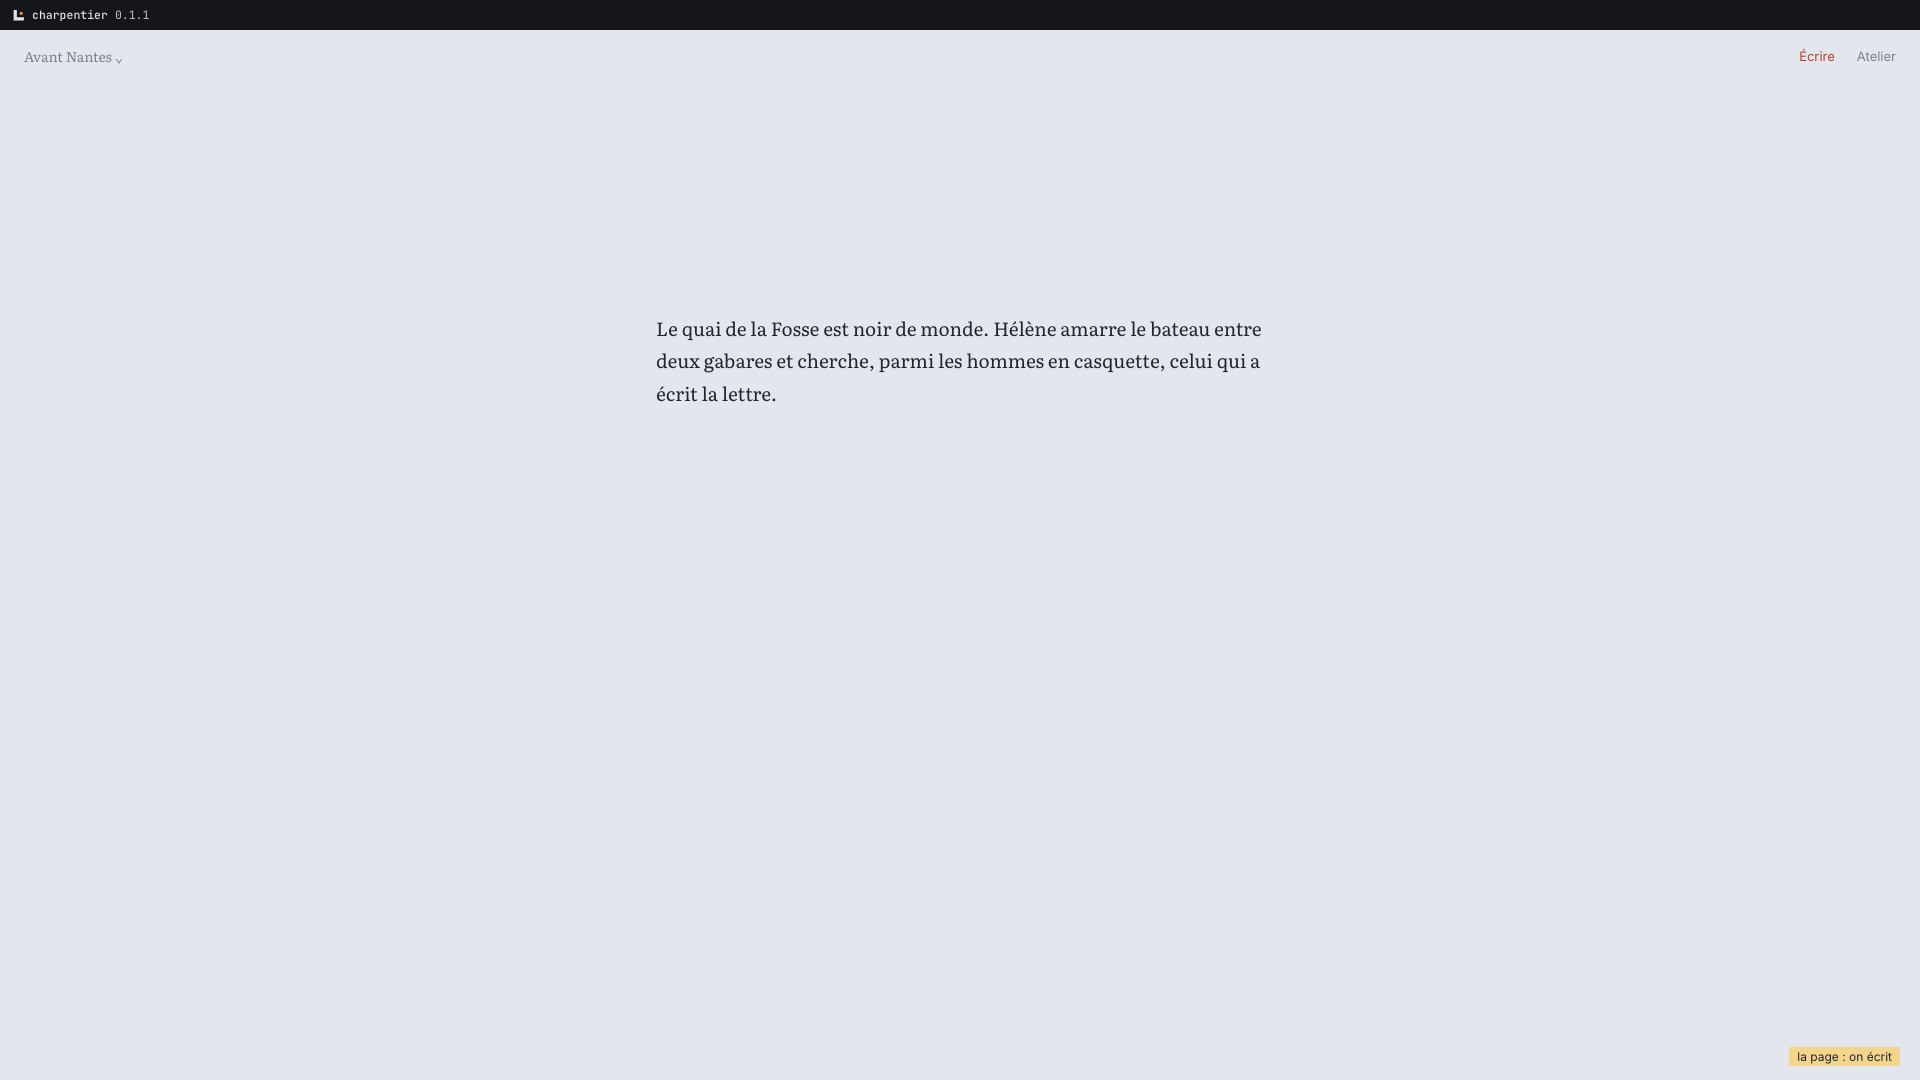 charpentier 0.1.1
Avant Nantes
Écrire Atelier
Le quai de la Fosse est noir de monde. Hélène amarre le bateau entre
deux gabares et cherche, parmi les hommes en casquette, celui qui a
écrit la lettre.
la page : on écrit